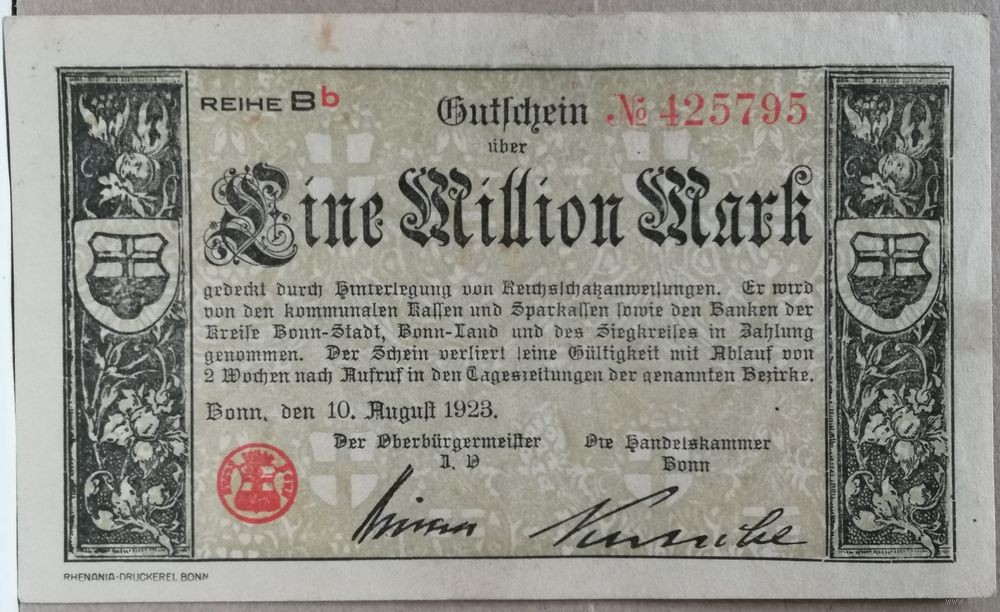 REIHE Bb
Gutschein № 425795
über
Eine Million Mark
gedeckt durch Hinterlegung von Reichsschatzanweisungen. Er wird
von den kommunalen Kassen und Sparkassen sowie den Banken der
Kreise Bonn-Stadt, Bonn-Land und des Siegkreises in Zahlung
genommen. Der Schein verliert seine Gültigkeit mit Ablauf von
2 Wochen nach Aufruf in den Tageszeitungen der genannten Bezirke.
Bonn, den 10. August 1923.
Der Oberbürgermeister Die Handelskammer
I. V Bonn
RHENANIA-DRUCKEREI, BONN